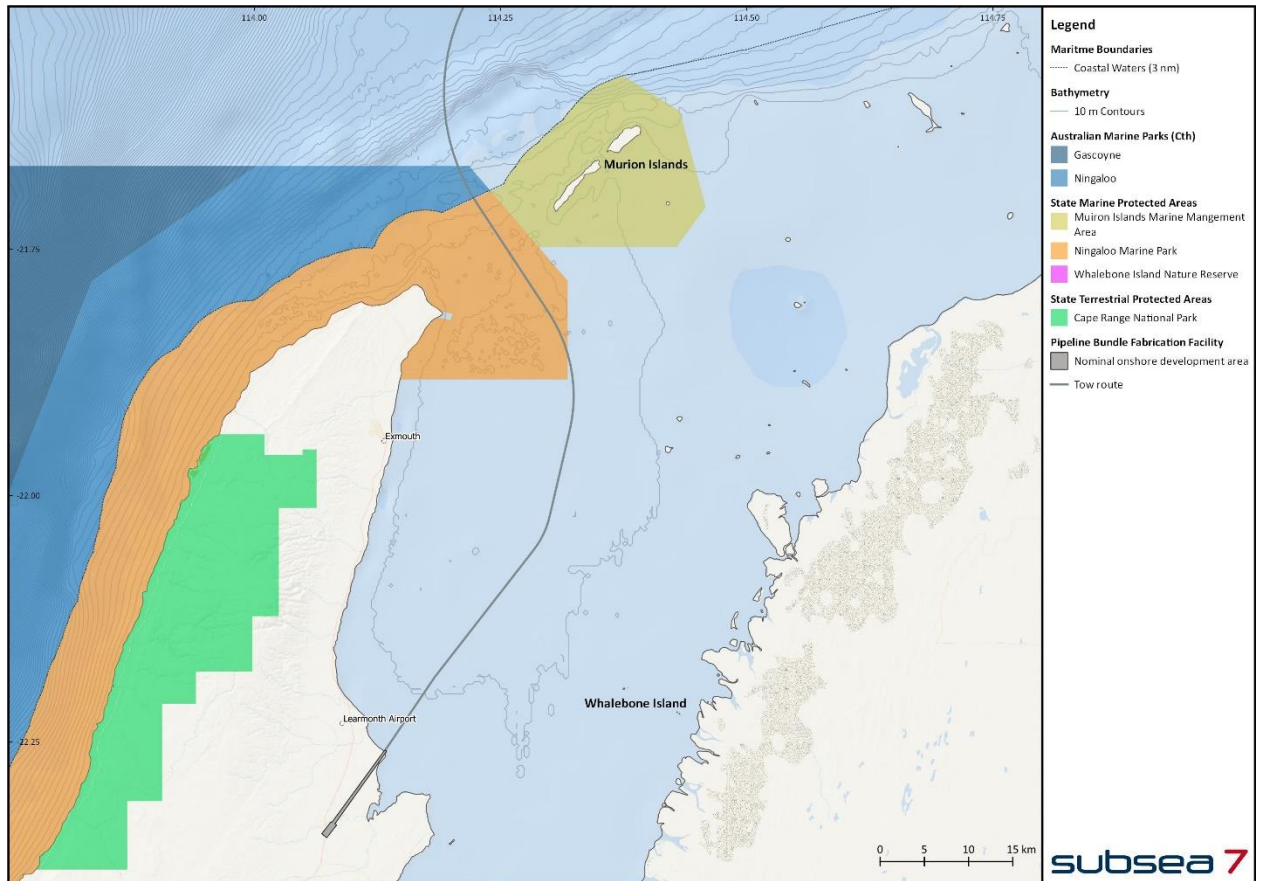 114.00
114.25
114.50
114.75
-21.75
-22.00
-22.25
Murion Islands
Exmouth
Learmonth Airport
Whalebone Island
0 5 10 15 km
Legend
Maritme Boundaries
Coastal Waters (3 nm)
Bathymetry
10 m Contours
Australian Marine Parks (Cth)
Gascoyne
Ningaloo
State Marine Protected Areas
Muiron Islands Marine Mangement
Area
Ningaloo Marine Park
Whalebone Island Nature Reserve
State Terrestrial Protected Areas
Cape Range National Park
Pipeline Bundle Fabrication Facility
Nominal onshore development area
Tow route
subsea 7